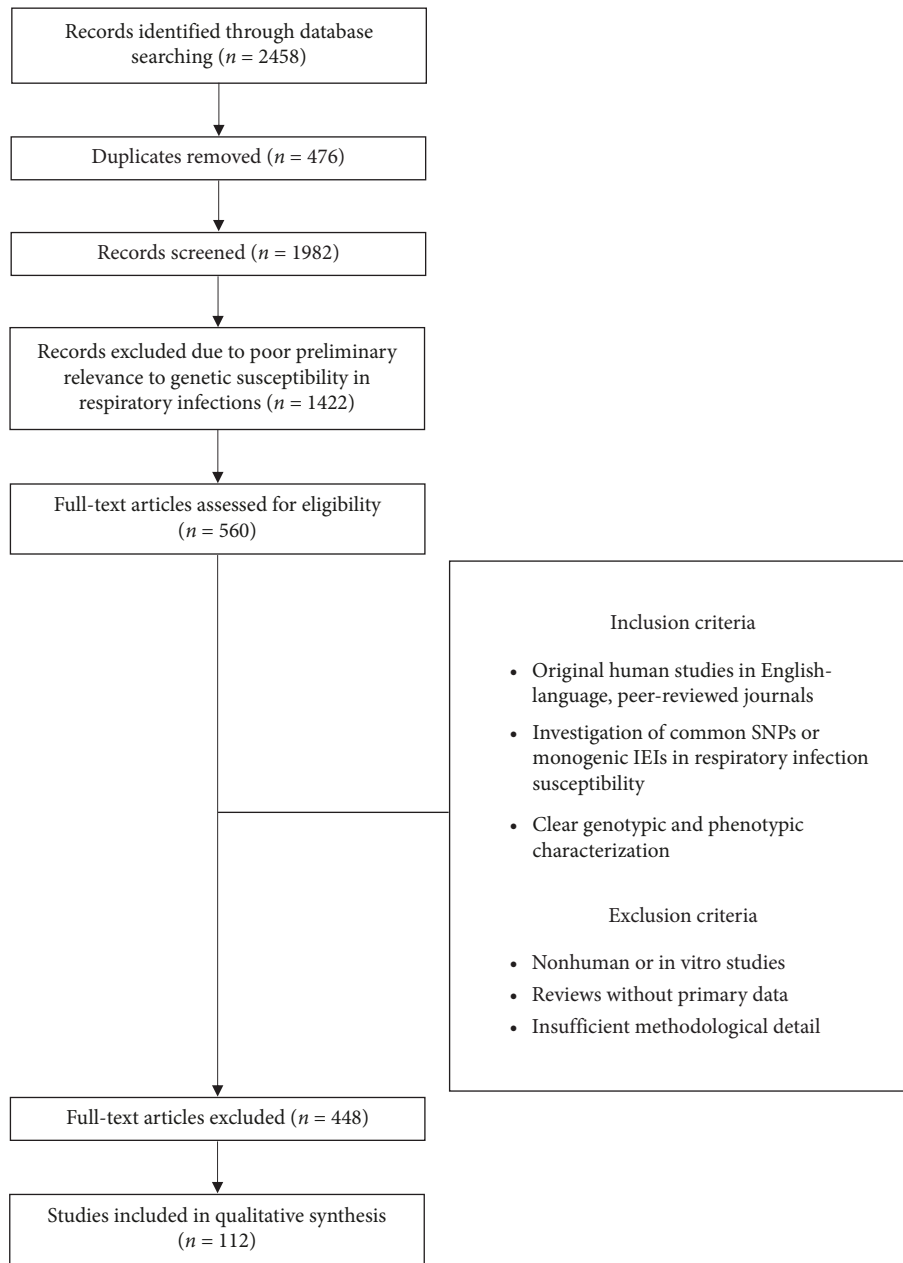 Records identified through database
searching (n = 2458)
Duplicates removed (n = 476)
Records screened (n = 1982)
Records excluded due to poor preliminary
relevance to genetic susceptibility in
respiratory infections (n = 1422)
Full-text articles assessed for eligibility
(n = 560)
Inclusion criteria
• Original human studies in English-
language, peer-reviewed journals
• Investigation of common SNPs or
monogenic IEIs in respiratory infection
susceptibility
• Clear genotypic and phenotypic
characterization
Exclusion criteria
• Nonhuman or in vitro studies
• Reviews without primary data
• Insufficient methodological detail
Full-text articles excluded (n = 448)
Studies included in qualitative synthesis
(n = 112)